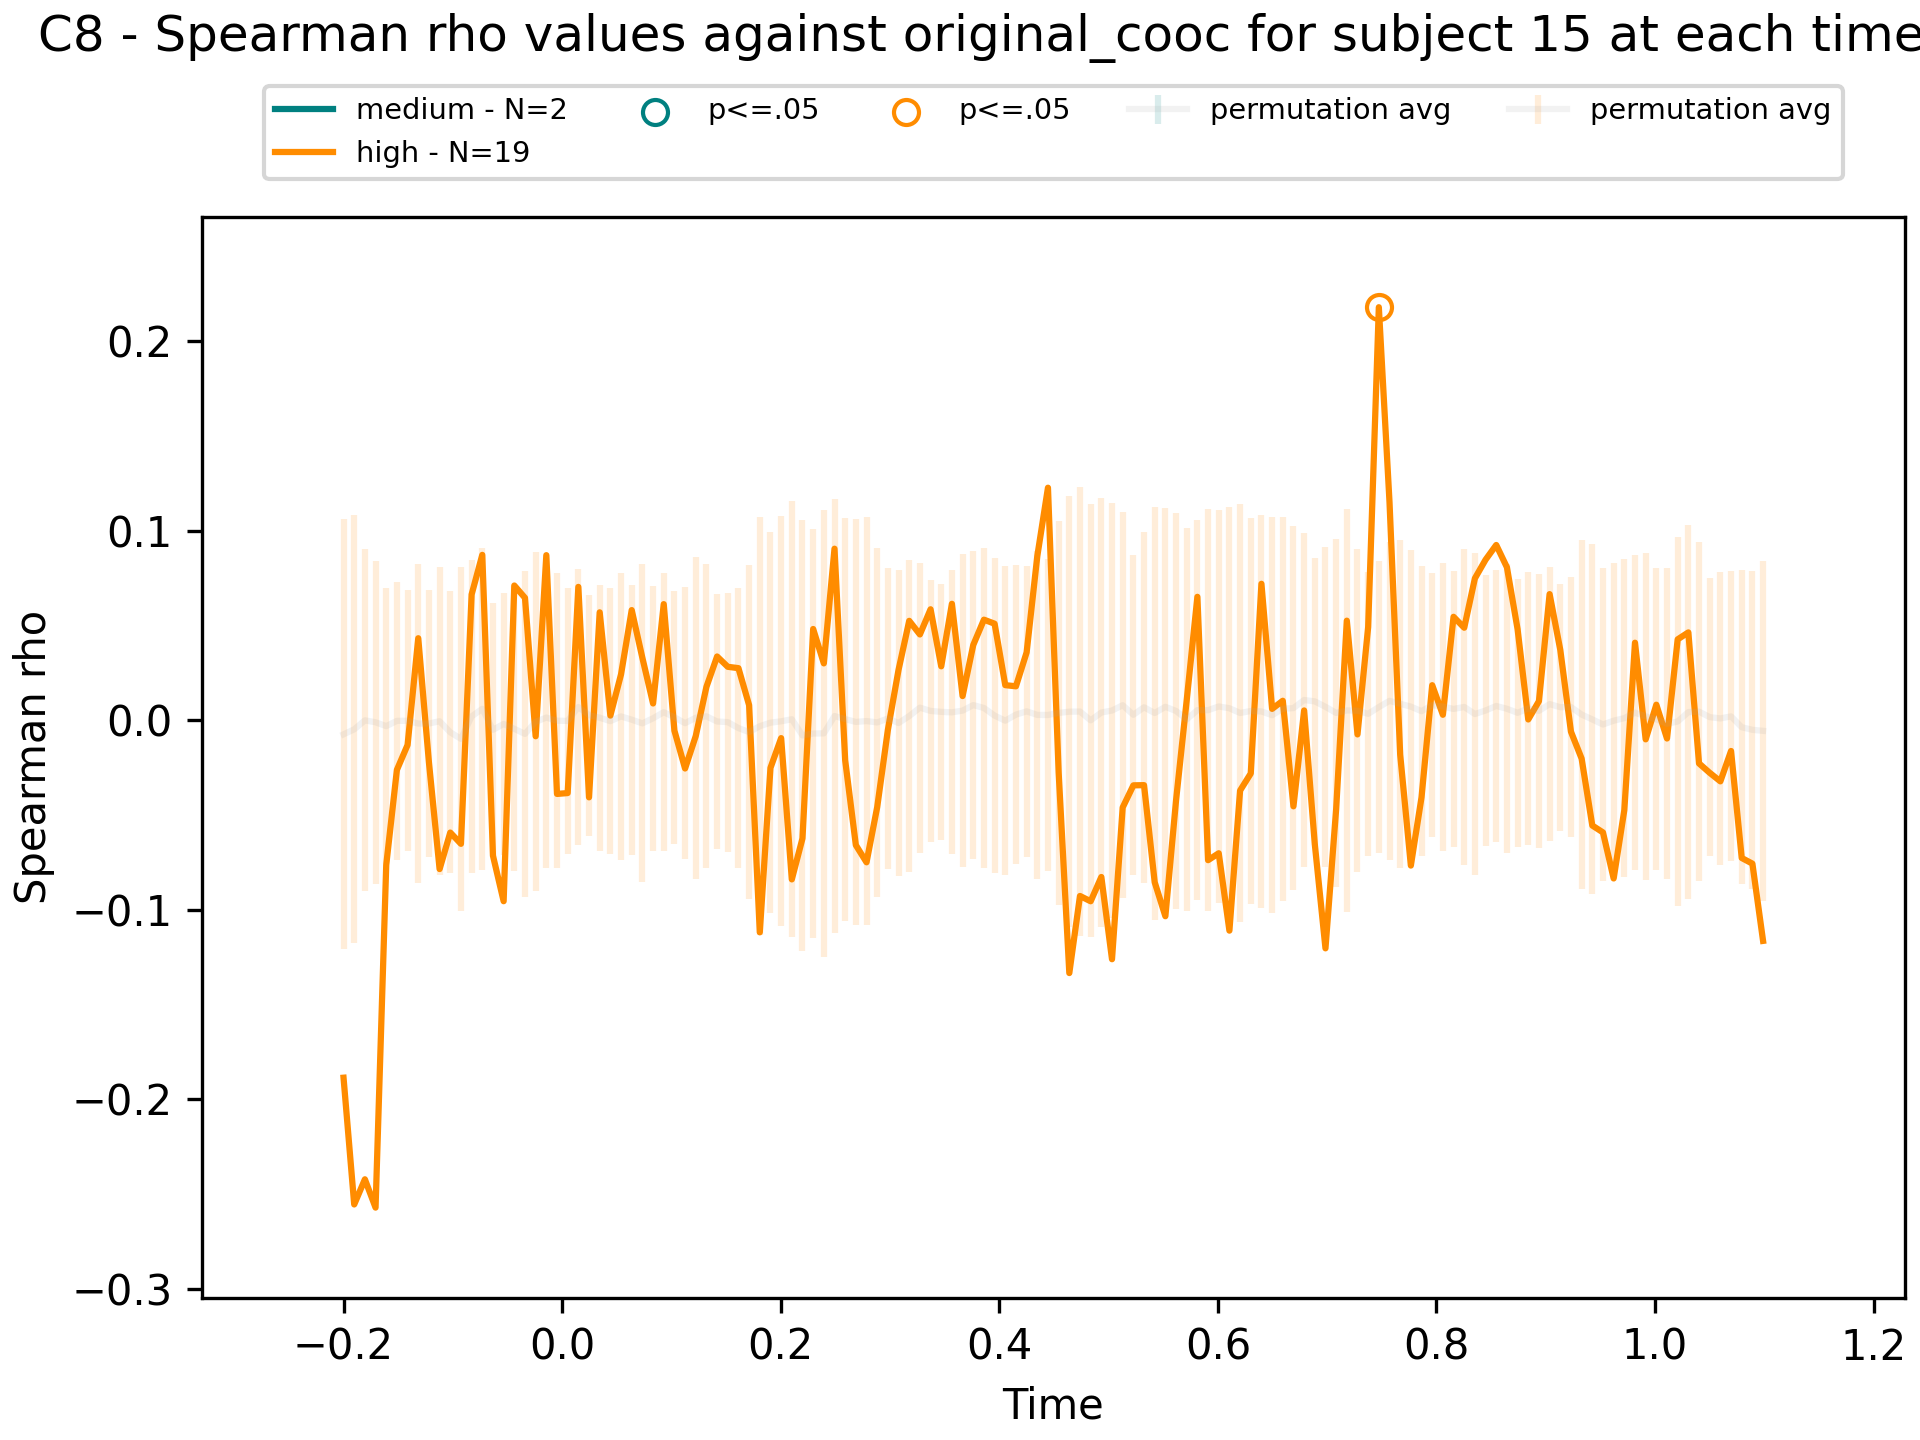 C8 - Spearman rho values against original_cooc for subject 15 at each time
medium - N=2
high - N=19
p<=.05
p<=.05
permutation avg
permutation avg
Spearman rho
0.2
0.1
0.0
−0.1
−0.2
−0.3
−0.2 0.0 0.2 0.4 0.6 0.8 1.0 1.2
Time